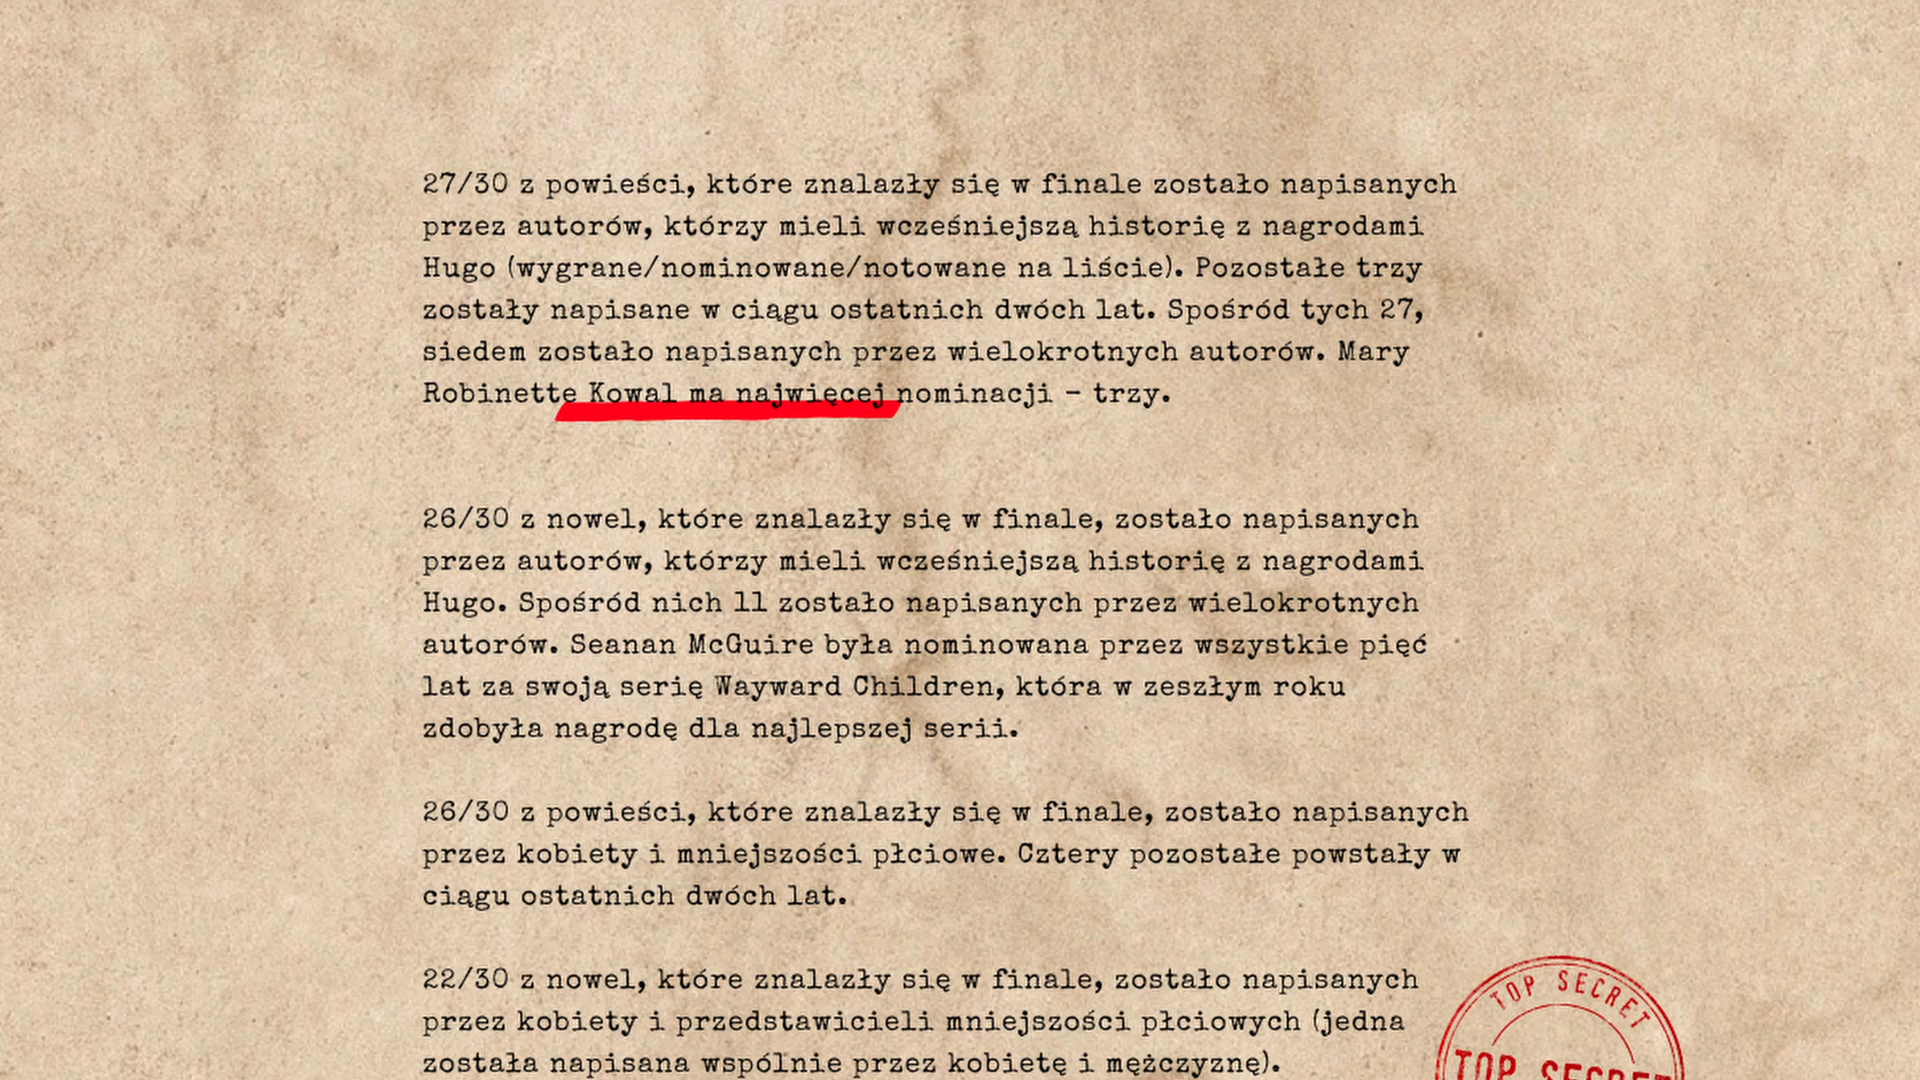 27/30 z powieści, które znalazły się w finale zostało napisanych
przez autorów, którzy mieli wcześniejszą historię z nagrodami
Hugo (wygrane/nominowane/notowane na liście). Pozostałe trzy
zostały napisane w ciągu ostatnich dwóch lat. Spośród tych 27,
siedem zostało napisanych przez wielokrotnych autorów. Mary
Robinette Kowal ma najwięcej nominacji – trzy.
26/30 z nowel, które znalazły się w finale, zostało napisanych
przez autorów, którzy mieli wcześniejszą historię z nagrodami
Hugo. Spośród nich 11 zostało napisanych przez wielokrotnych
autorów. Seanan McGuire była nominowana przez wszystkie pięć
lat za swoją serię Wayward Children, która w zeszłym roku
zdobyła nagrodę dla najlepszej serii.
26/30 z powieści, które znalazły się w finale, zostało napisanych
przez kobiety i mniejszości płciowe. Cztery pozostałe powstały w
ciągu ostatnich dwóch lat.
22/30 z nowel, które znalazły się w finale, zostało napisanych
przez kobiety i przedstawicieli mniejszości płciowych (jedna
została napisana wspólnie przez kobietę i mężczyznę).
TOP SECRET
TOP SECRET